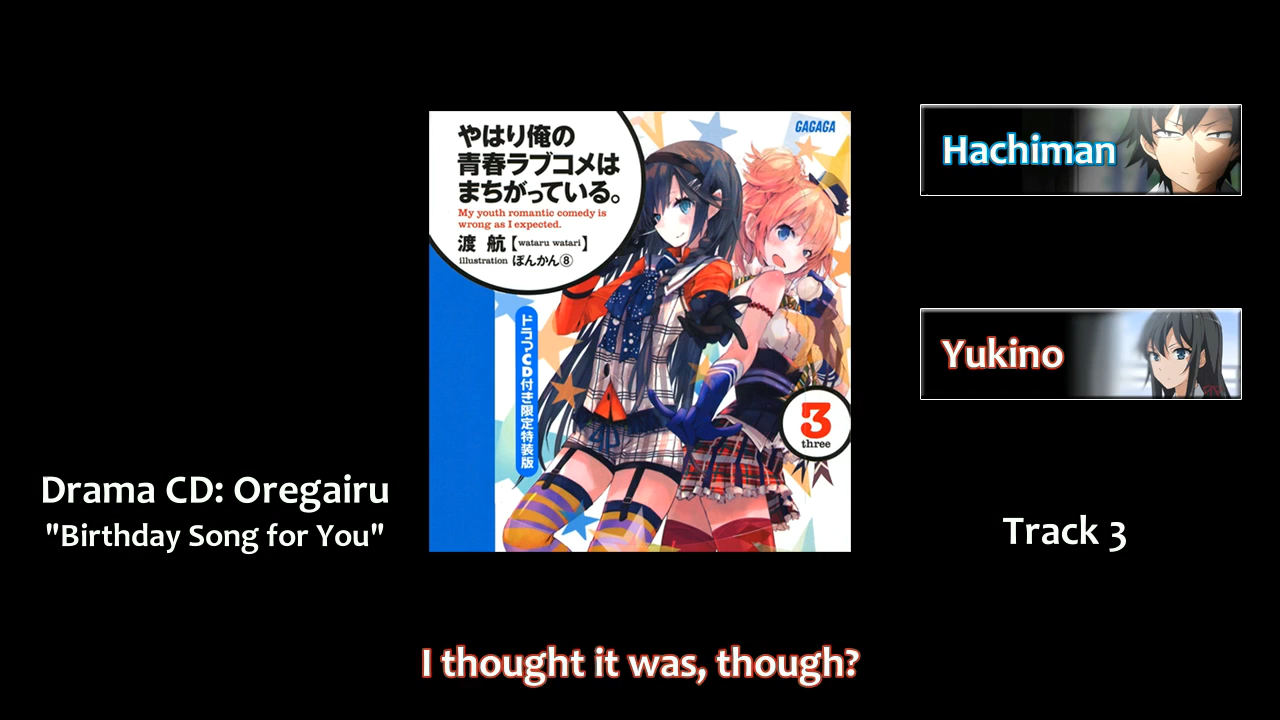 GAGAGA
やはり俺の
青春ラブコメは
まちがっている。
My youth romantic comedy is
wrong as I expected.
渡 航【wataru watari】
illustration ぽんかん⑧
ドラマCD付き限定特装版
3
three
Hachiman
Yukino
Drama CD: Oregairu
"Birthday Song for You"
Track 3
I thought it was, though?